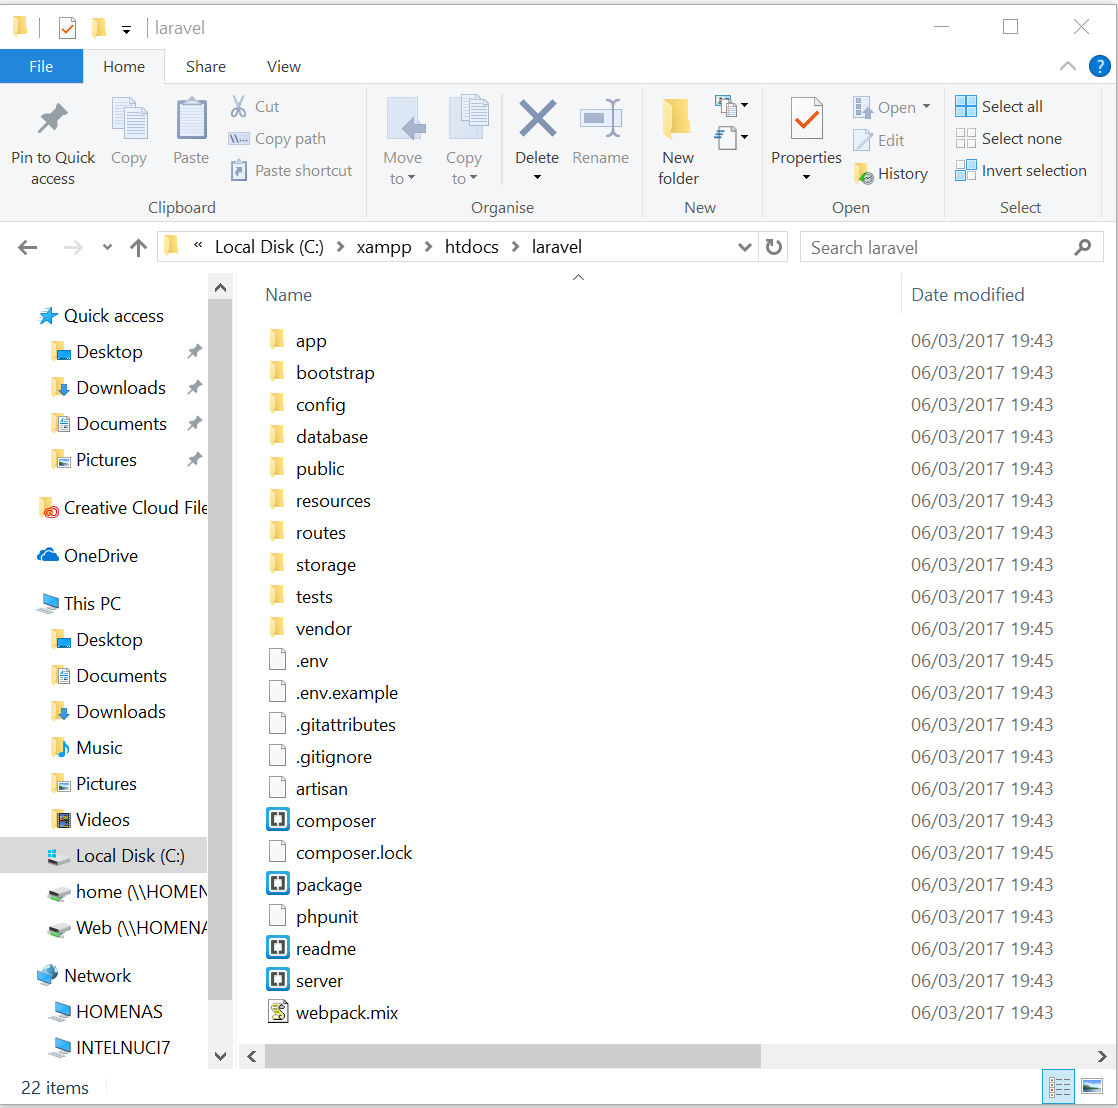 laravel
File Home Share View
Pin to Quick access
Copy
Paste
Cut
Copy path
Paste shortcut
Clipboard
Move to
Copy to
Delete
Rename
Organise
New folder
New
Properties
Open
Edit
History
Open
Select all
Select none
Invert selection
Select
« Local Disk (C:) > xampp > htdocs > laravel
Search laravel
Quick access
Desktop
Downloads
Documents
Pictures
Creative Cloud File
OneDrive
This PC
Desktop
Documents
Downloads
Music
Pictures
Videos
Local Disk (C:)
home (\\HOMEN
Web (\\HOMENA
Network
HOMENAS
INTELNUCI7
Name Date modified
app 06/03/2017 19:43
bootstrap 06/03/2017 19:43
config 06/03/2017 19:43
database 06/03/2017 19:43
public 06/03/2017 19:43
resources 06/03/2017 19:43
routes 06/03/2017 19:43
storage 06/03/2017 19:43
tests 06/03/2017 19:43
vendor 06/03/2017 19:45
.env 06/03/2017 19:45
.env.example 06/03/2017 19:43
.gitattributes 06/03/2017 19:43
.gitignore 06/03/2017 19:43
artisan 06/03/2017 19:43
composer 06/03/2017 19:43
composer.lock 06/03/2017 19:45
package 06/03/2017 19:43
phpunit 06/03/2017 19:43
readme 06/03/2017 19:43
server 06/03/2017 19:43
webpack.mix 06/03/2017 19:43
22 items